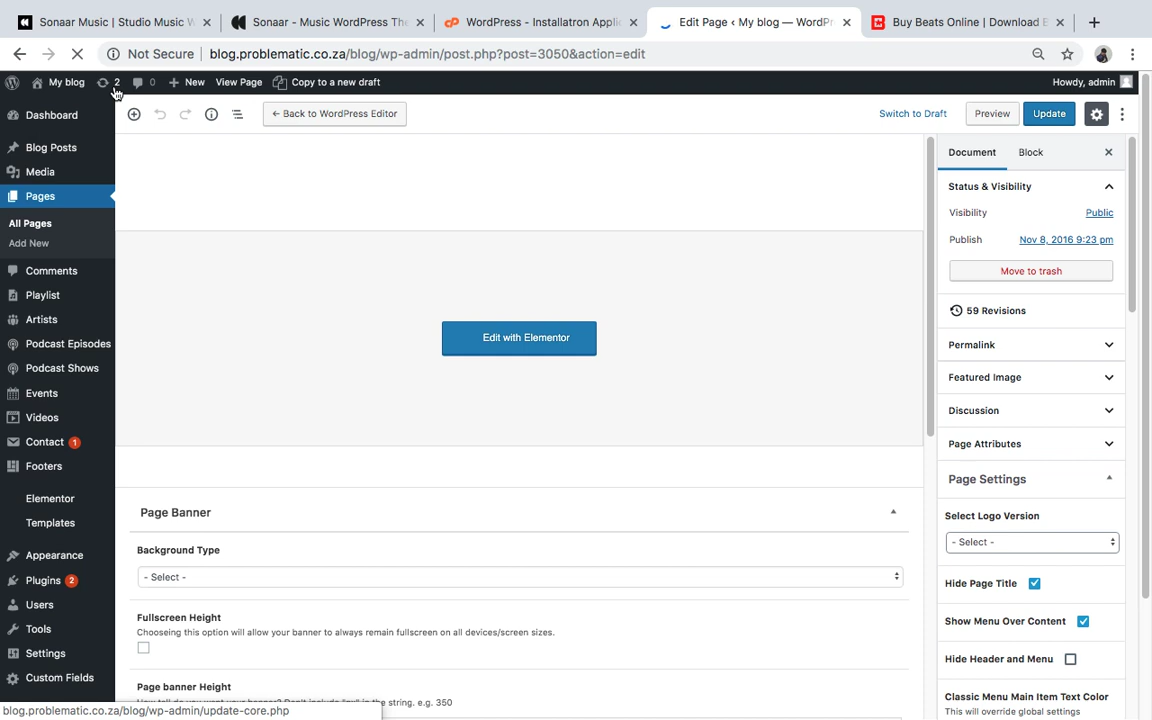 Sonaar Music | Studio Music W
Sonaar - Music WordPress The
WordPress - Installatron Applic
Edit Page ‹ My blog — WordPr
Buy Beats Online | Download B
Not Secure
blog.problematic.co.za/blog/wp-admin/post.php?post=3050&action=edit
My blog
2
0
New
View Page
Copy to a new draft
Howdy, admin
← Back to WordPress Editor
Switch to Draft
Preview
Update
Dashboard
Blog Posts
Media
Pages
All Pages
Add New
Comments
Playlist
Artists
Podcast Episodes
Podcast Shows
Events
Videos
Contact 1
Footers
Elementor
Templates
Appearance
Plugins 2
Users
Tools
Settings
Custom Fields
Edit with Elementor
Page Banner
Background Type
- Select -
Fullscreen Height
Chooseing this option will allow your banner to always remain fullscreen on all devices/screen sizes.
Page banner Height
the string. e.g. 350
Document
Block
Status & Visibility
Visibility
Public
Publish
Nov 8, 2016 9:23 pm
Move to trash
59 Revisions
Permalink
Featured Image
Discussion
Page Attributes
Page Settings
Select Logo Version
- Select -
Hide Page Title
Show Menu Over Content
Hide Header and Menu
Classic Menu Main Item Text Color
This will override global settings
blog.problematic.co.za/blog/wp-admin/update-core.php